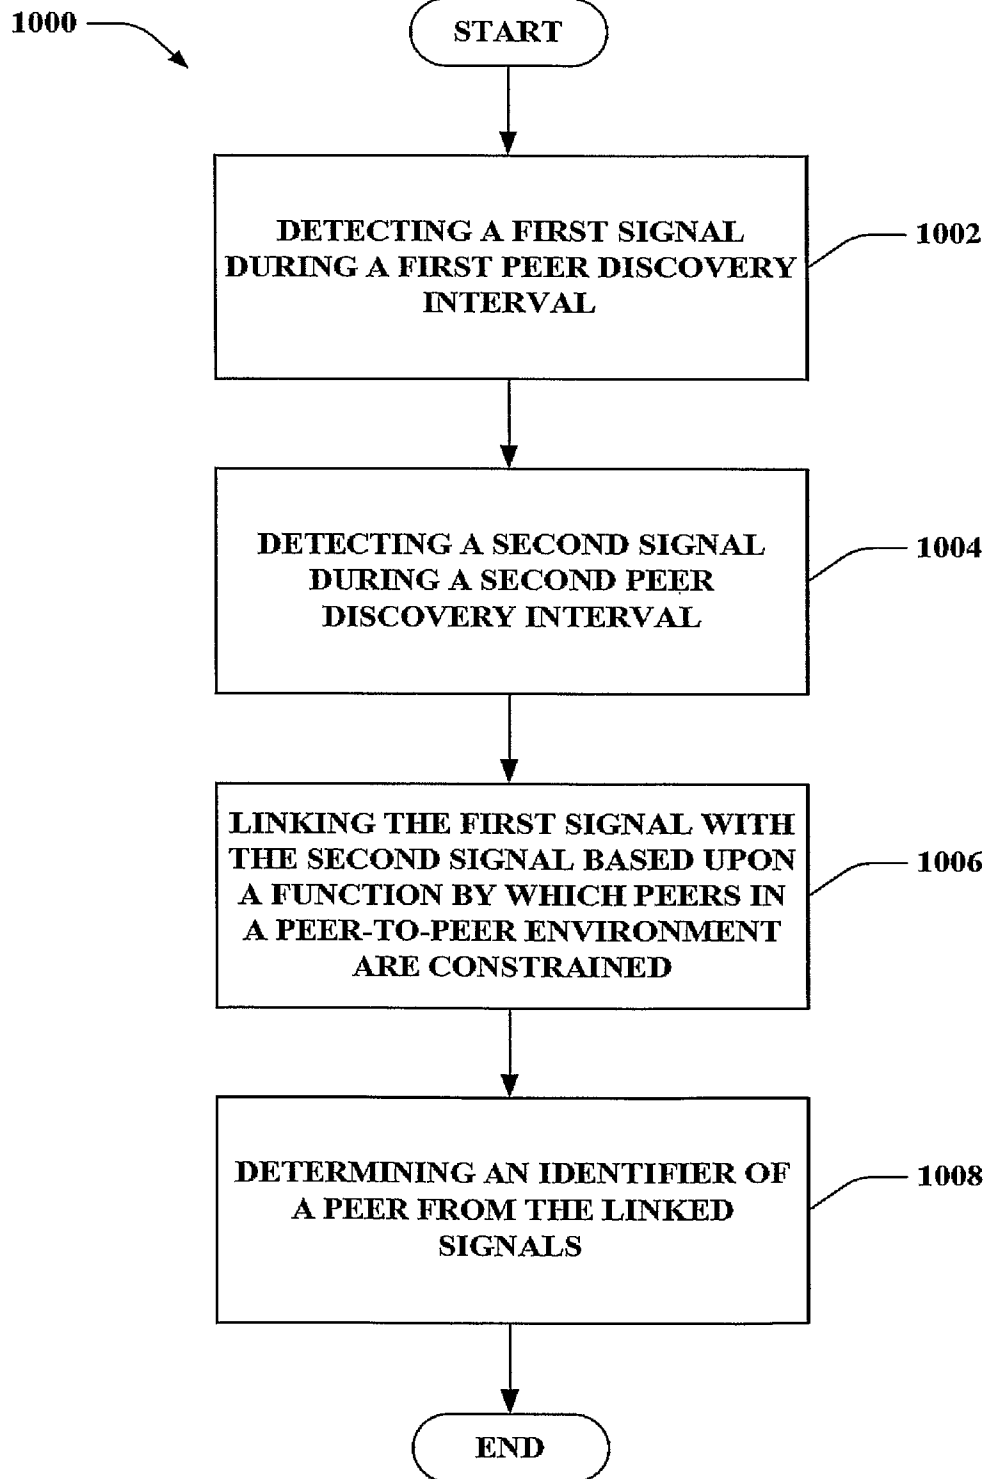 1000
START
DETECTING A FIRST SIGNAL
DURING A FIRST PEER DISCOVERY
INTERVAL
1002
DETECTING A SECOND SIGNAL
DURING A SECOND PEER
DISCOVERY INTERVAL
1004
LINKING THE FIRST SIGNAL WITH
THE SECOND SIGNAL BASED UPON
A FUNCTION BY WHICH PEERS IN
A PEER-TO-PEER ENVIRONMENT
ARE CONSTRAINED
1006
DETERMINING AN IDENTIFIER OF
A PEER FROM THE LINKED
SIGNALS
1008
END